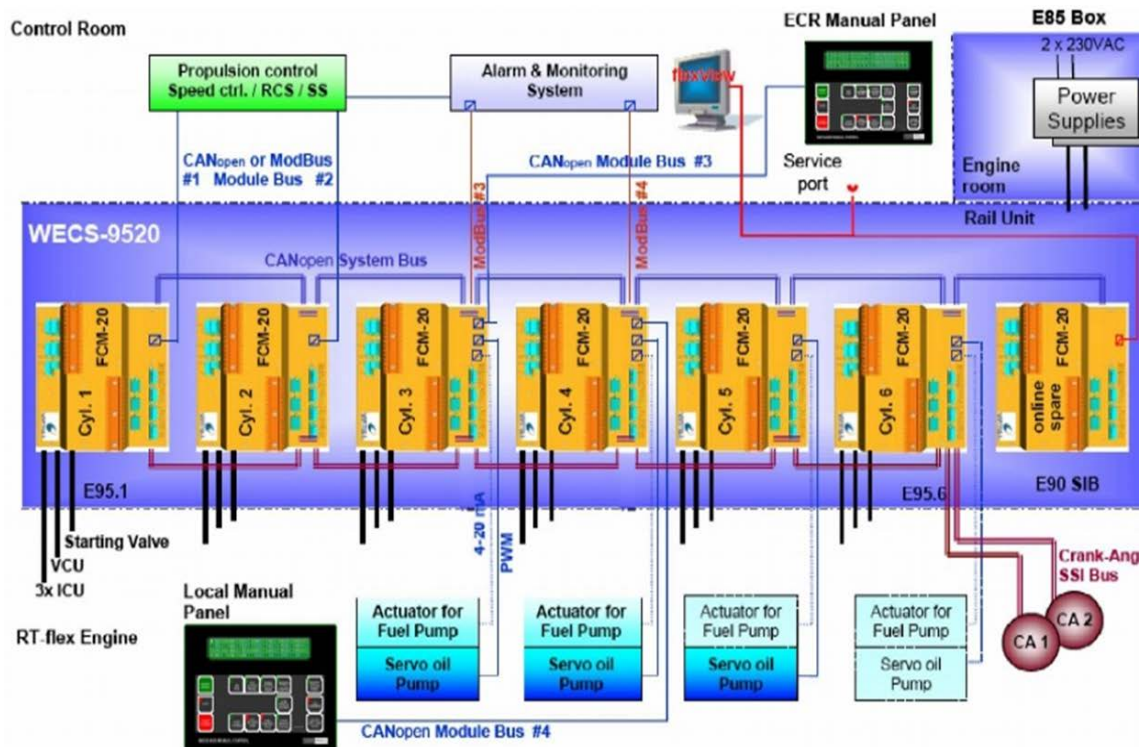 Control Room
ECR Manual Panel
E85 Box
2 x 230VAC
Power
Supplies
Engine
room
Propulsion control
Speed ctrl. / RCS / SS
Alarm & Monitoring
System
flexView
CANopen or ModBus
#1 Module Bus #2
CANopen Module Bus #3
Service
port
ModBus #3
ModBus #4
Rail Unit
WECS-9520
CANopen System Bus
FCM-20
Cyl. 1
FCM-20
Cyl. 2
FCM-20
Cyl. 3
FCM-20
Cyl. 4
FCM-20
Cyl. 5
FCM-20
Cyl. 6
FCM-20
online
spare
E95.1
E95.6
E90 SIB
Starting Valve
VCU
3x ICU
4-20 mA
PWM
Crank-Ang
SSI Bus
CA 1
CA 2
Local Manual
Panel
RT-flex Engine
Actuator for
Fuel Pump
Servo oil
Pump
Actuator for
Fuel Pump
Servo oil
Pump
Actuator for
Fuel Pump
Servo oil
Pump
Actuator for
Fuel Pump
Servo oil
Pump
CANopen Module Bus #4